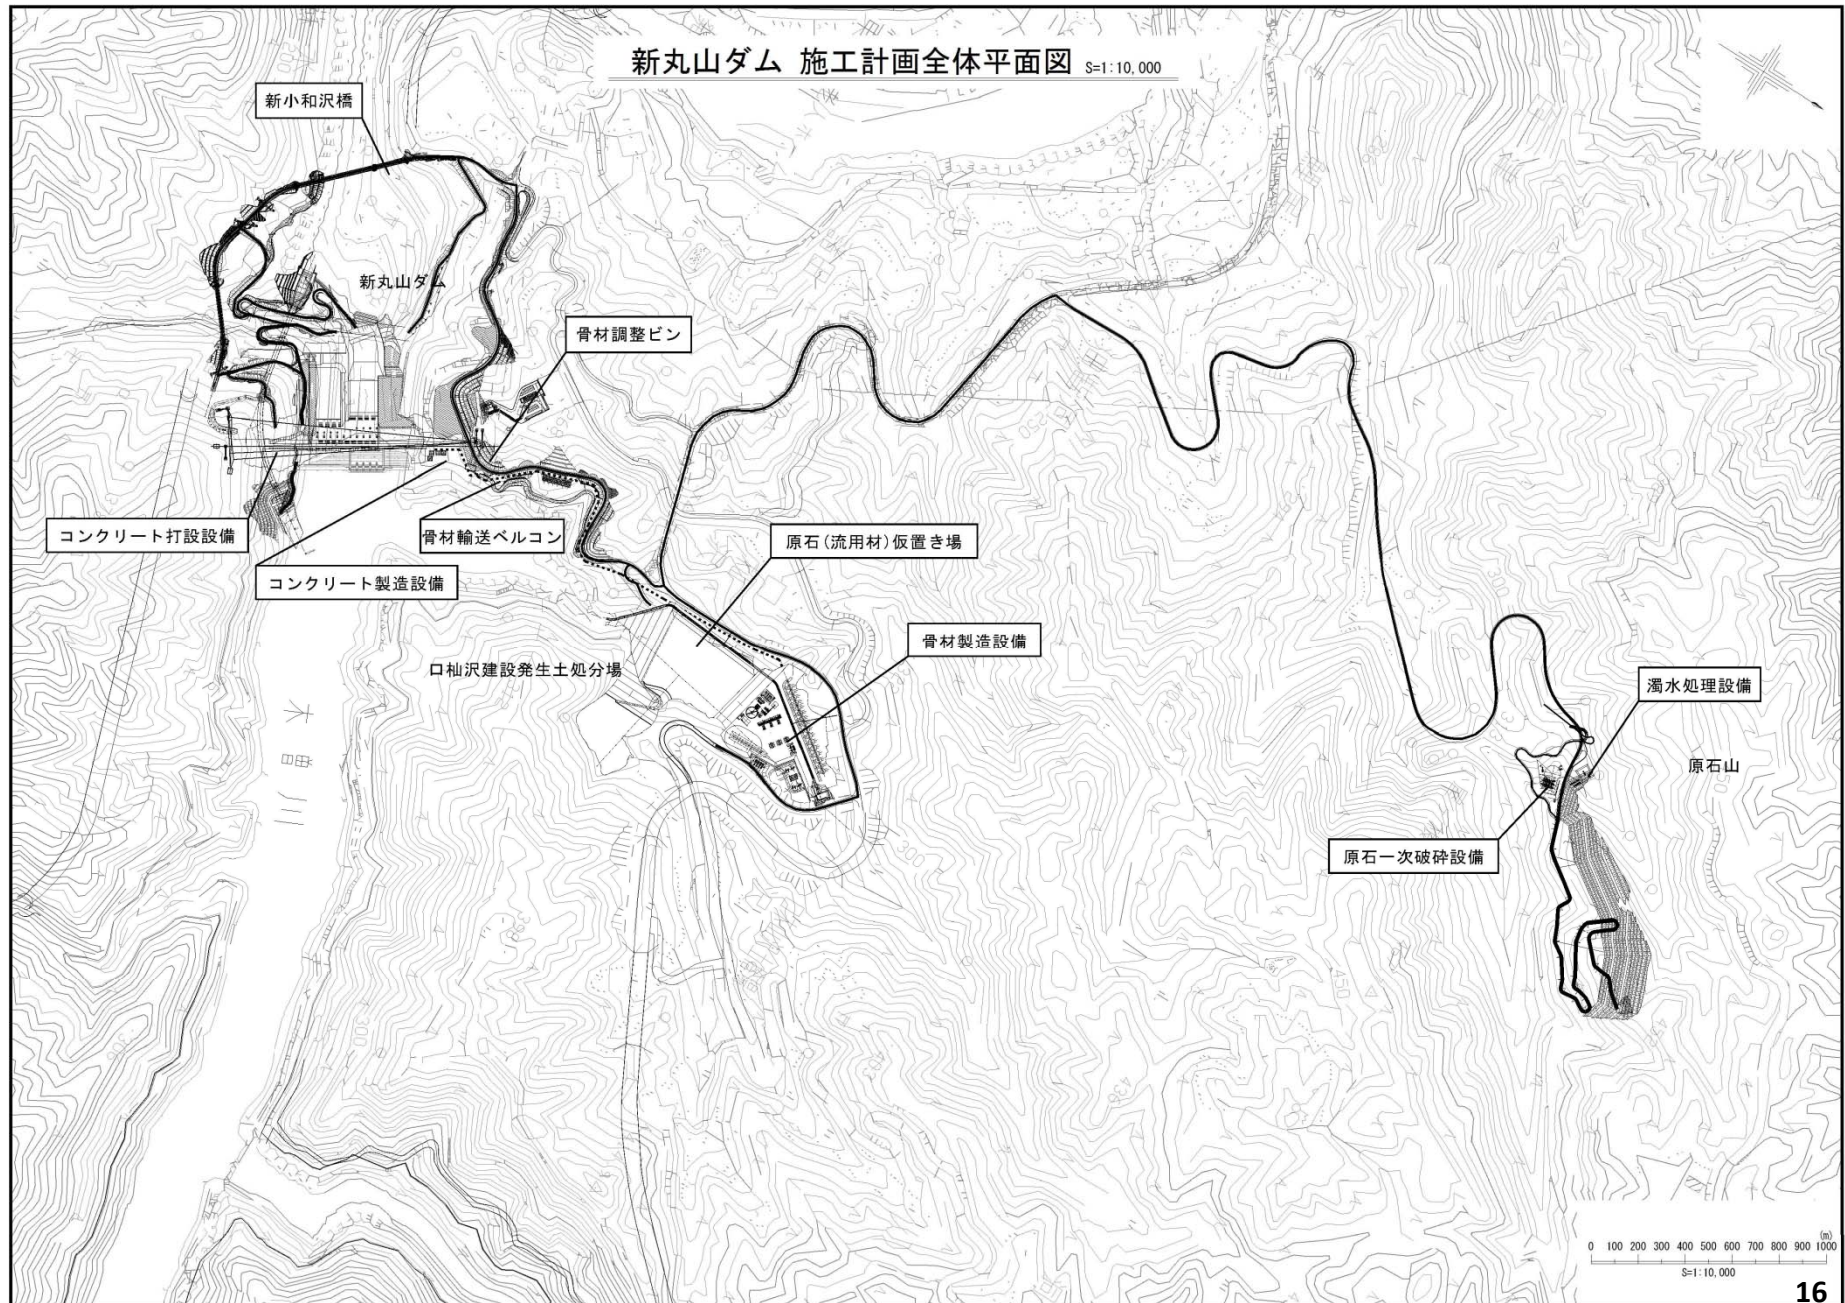 新丸山ダム 施工計画全体平面図 S=1:10,000
新小和沢橋
新丸山ダム
骨材調整ビン
コンクリート打設設備
骨材輸送ベルコン
原石(流用材)仮置き場
コンクリート製造設備
骨材製造設備
口杣沢建設発生土処分場
濁水処理設備
木曽川
原石山
原石一次破砕設備
(m)
0 100 200 300 400 500 600 700 800 900 1000
S=1:10,000
16